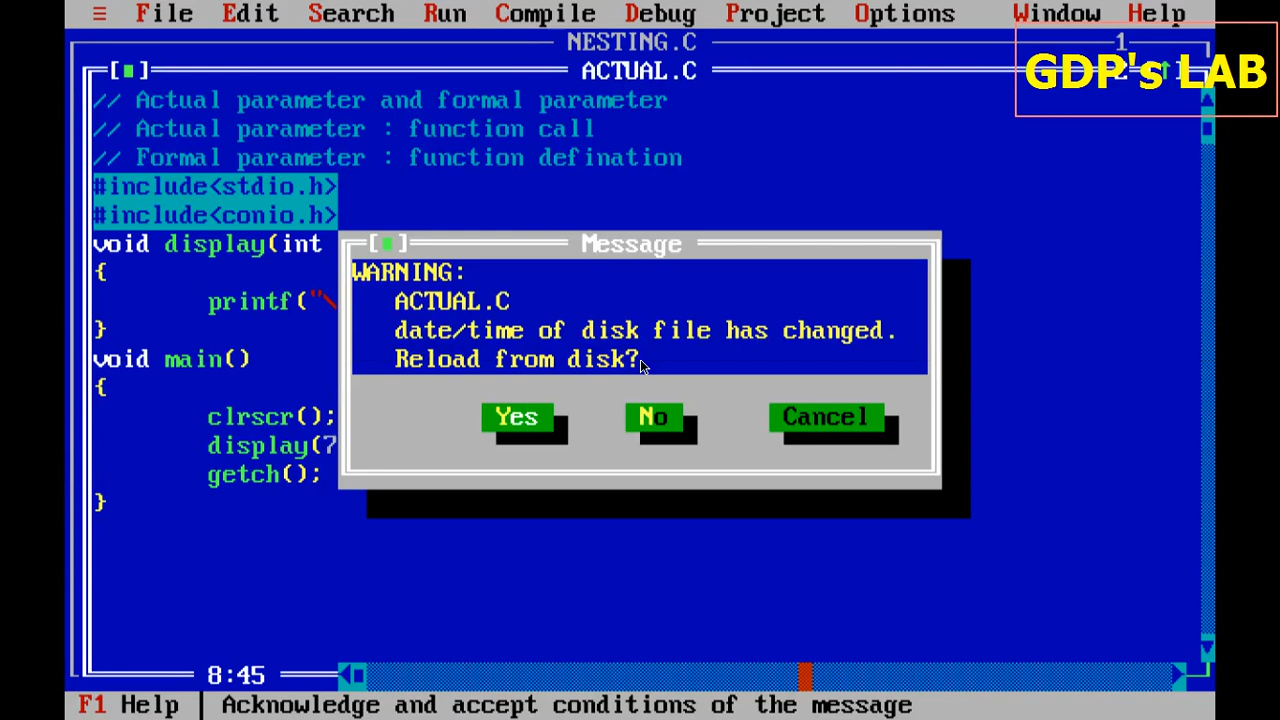 ≡ File Edit Search Run Compile Debug Project Options Window Help
NESTING.C 1
[■] ACTUAL.C
GDP's LAB
// Actual parameter and formal parameter
// Actual parameter : function call
// Formal parameter : function defination
#include<stdio.h>
#include<conio.h>
void display(int
{
printf("\
}
void main()
{
clrscr();
display(7
getch();
}
[■] Message
WARNING:
ACTUAL.C
date/time of disk file has changed.
Reload from disk?
Yes No Cancel
8:45
F1 Help | Acknowledge and accept conditions of the message